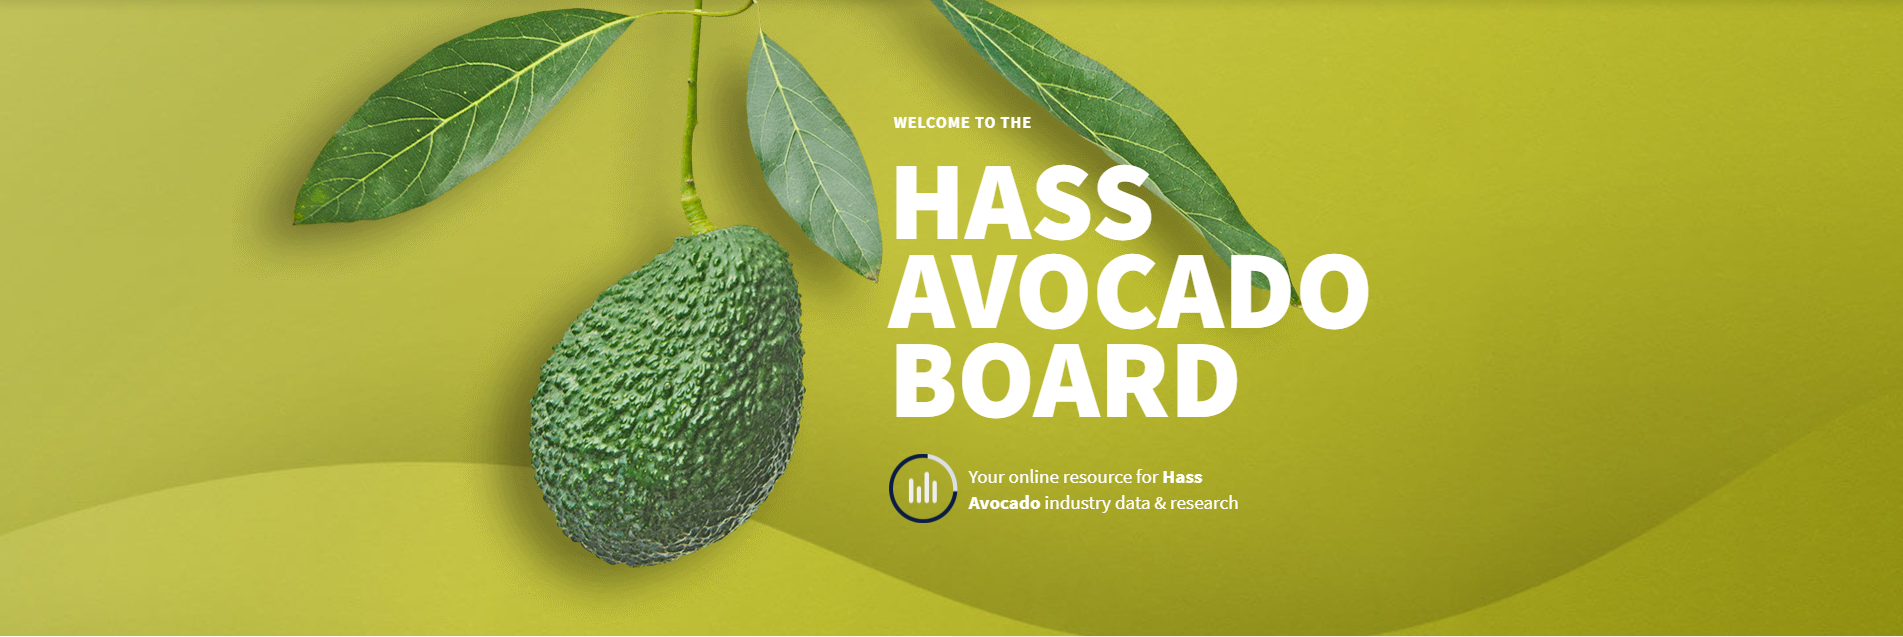 WELCOME TO THE
HASS
AVOCADO
BOARD
Your online resource for Hass
Avocado industry data & research